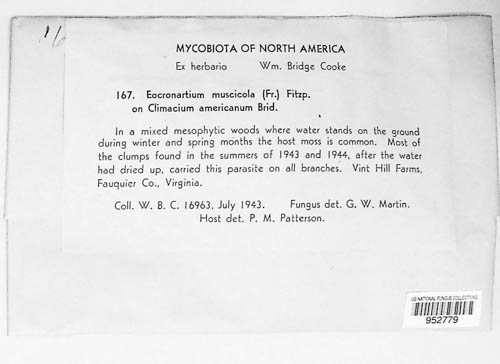 16
MYCOBIOTA OF NORTH AMERICA
Ex herbario Wm. Bridge Cooke
167. Eocronartium muscicola (Fr.) Fitzp.
on Climacium americanum Brid.
In a mixed mesophytic woods where water stands on the ground
during winter and spring months the host moss is common. Most of
the clumps found in the summers of 1943 and 1944, after the water
had dried up, carried this parasite on all branches. Vint Hill Farms,
Fauquier Co., Virginia.
Coll. W. B. C. 16963, July 1943. Fungus det. G. W. Martin.
Host det. P. M. Patterson.
US NATIONAL FUNGUS COLLECTIONS
952779